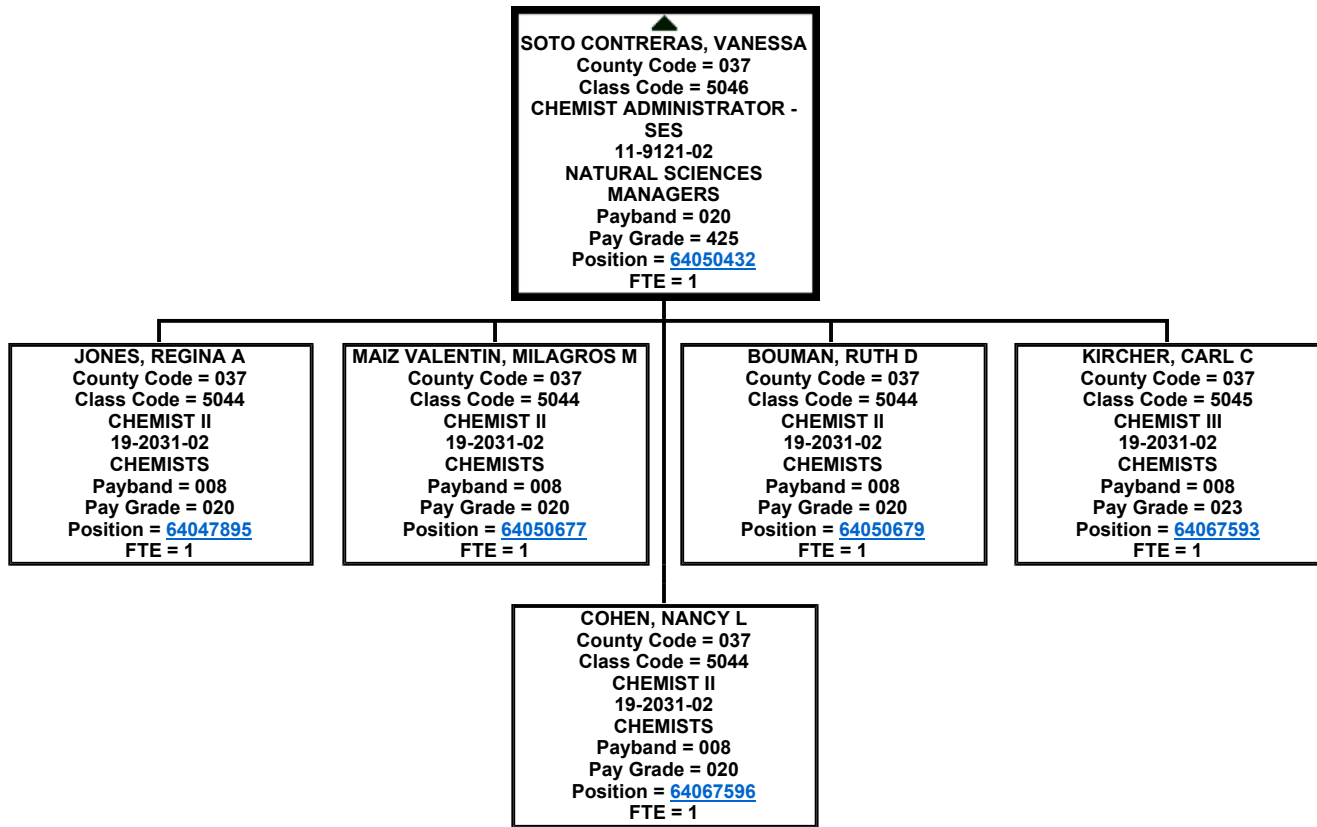 SOTO CONTRERAS, VANESSA
County Code = 037
Class Code = 5046
CHEMIST ADMINISTRATOR -
SES
11-9121-02
NATURAL SCIENCES
MANAGERS
Payband = 020
Pay Grade = 425
Position = 64050432
FTE = 1
JONES, REGINA A
County Code = 037
Class Code = 5044
CHEMIST II
19-2031-02
CHEMISTS
Payband = 008
Pay Grade = 020
Position = 64047895
FTE = 1
MAIZ VALENTIN, MILAGROS M
County Code = 037
Class Code = 5044
CHEMIST II
19-2031-02
CHEMISTS
Payband = 008
Pay Grade = 020
Position = 64050677
FTE = 1
BOUMAN, RUTH D
County Code = 037
Class Code = 5044
CHEMIST II
19-2031-02
CHEMISTS
Payband = 008
Pay Grade = 020
Position = 64050679
FTE = 1
KIRCHER, CARL C
County Code = 037
Class Code = 5045
CHEMIST III
19-2031-02
CHEMISTS
Payband = 008
Pay Grade = 023
Position = 64067593
FTE = 1
COHEN, NANCY L
County Code = 037
Class Code = 5044
CHEMIST II
19-2031-02
CHEMISTS
Payband = 008
Pay Grade = 020
Position = 64067596
FTE = 1